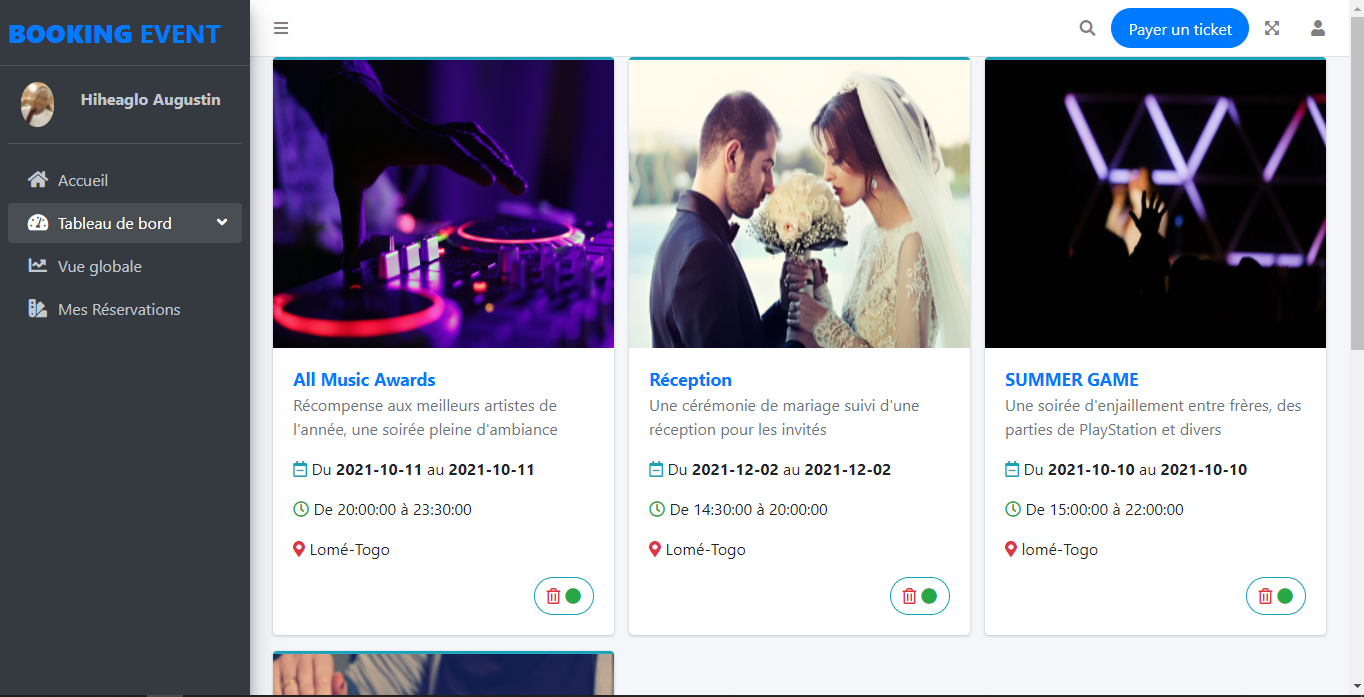 BOOKING EVENT
Payer un ticket
Hiheaglo Augustin
Accueil
Tableau de bord
Vue globale
Mes Réservations
All Music Awards
Récompense aux meilleurs artistes de
l'année, une soirée pleine d'ambiance
Du 2021-10-11 au 2021-10-11
De 20:00:00 à 23:30:00
Lomé-Togo
Réception
Une cérémonie de mariage suivi d'une
réception pour les invités
Du 2021-12-02 au 2021-12-02
De 14:30:00 à 20:00:00
Lomé-Togo
SUMMER GAME
Une soirée d'enjaillement entre frères, des
parties de PlayStation et divers
Du 2021-10-10 au 2021-10-10
De 15:00:00 à 22:00:00
lomé-Togo